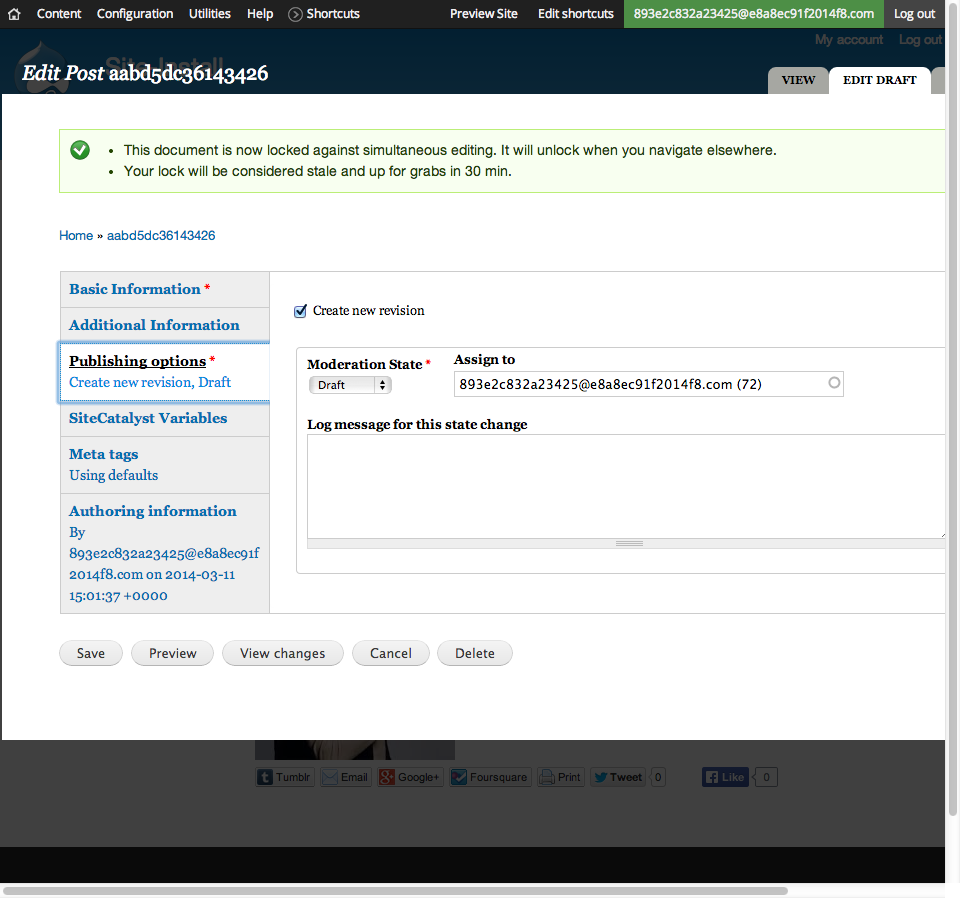 Content Configuration Utilities Help Shortcuts Preview Site Edit shortcuts 893e2c832a23425@e8a8ec91f2014f8.com Log out
My account Log out
Site-Install
Edit Post aabd5dc36143426
VIEW EDIT DRAFT
This document is now locked against simultaneous editing. It will unlock when you navigate elsewhere.
Your lock will be considered stale and up for grabs in 30 min.
Home » aabd5dc36143426
Basic Information *
Additional Information
Publishing options *
Create new revision, Draft
SiteCatalyst Variables
Meta tags
Using defaults
Authoring information
By
893e2c832a23425@e8a8ec91f
2014f8.com on 2014-03-11
15:01:37 +0000
Create new revision
Moderation State * Assign to
Draft 893e2c832a23425@e8a8ec91f2014f8.com (72)
Log message for this state change
Save Preview View changes Cancel Delete
Tumblr Email Google+ Foursquare Print Tweet 0 Like 0